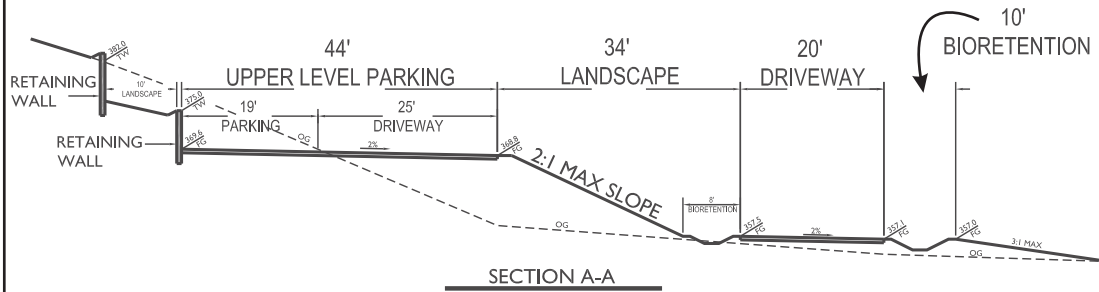 44'
UPPER LEVEL PARKING
34'
LANDSCAPE
20'
DRIVEWAY
10'
BIORETENTION
382.0
TW
RETAINING
WALL
10'
LANDSCAPE
375.0
TW
19'
PARKING
25'
DRIVEWAY
RETAINING
WALL
369.6
FG
OG
2%
368.8
FG
2:1 MAX SLOPE
8'
BIORETENTION
OG
357.5
FG
2%
357.1
FG
357.0
FG
3:1 MAX
OG
SECTION A-A